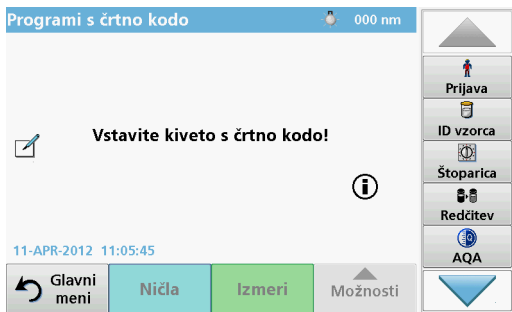 Programi s črtno kodo 000 nm
Vstavite kiveto s črtno kodo!
i
11-APR-2012 11:05:45
Glavni
meni
Ničla
Izmeri
Možnosti
Prijava
ID vzorca
Štoparica
Redčitev
AQA